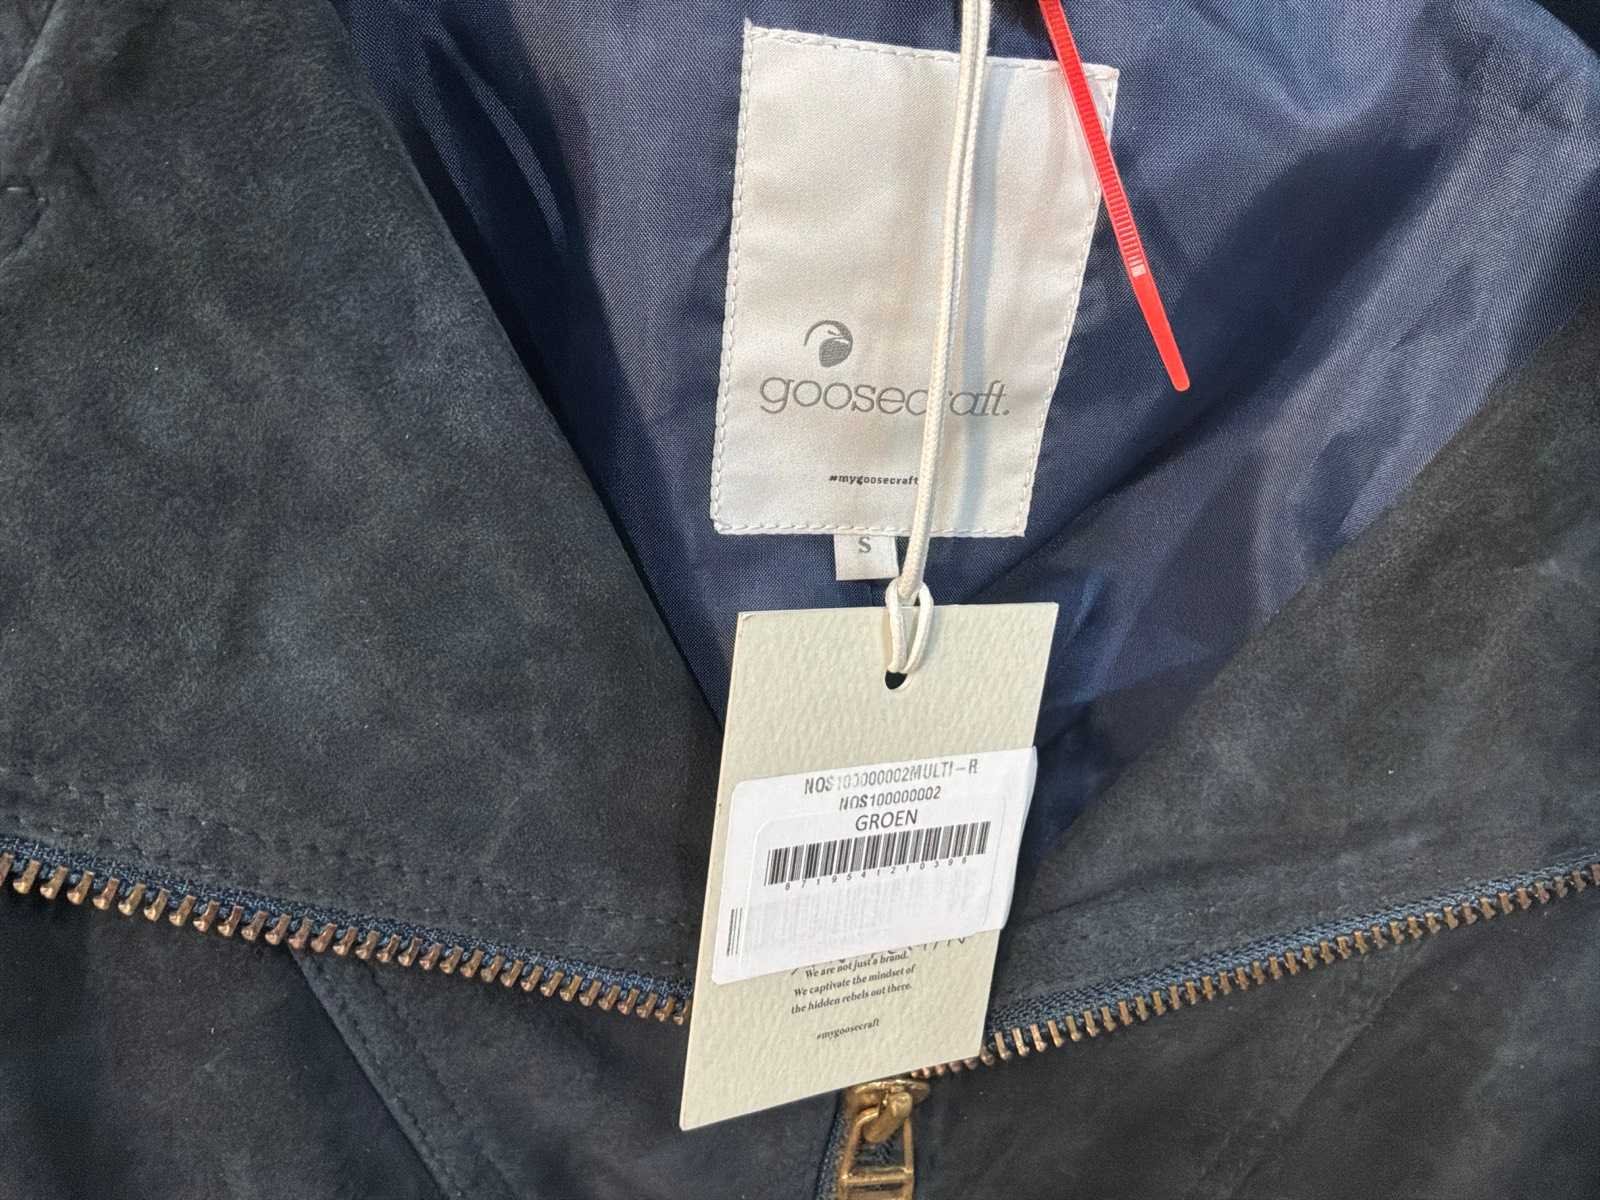 goosecraft.
#mygoosecraft
S
NOS100000002MULTI-R
NOS100000002
GROEN
8719541210396
We are not just a brand.
We captivate the mindset of
the hidden rebels out there.
#mygoosecraft